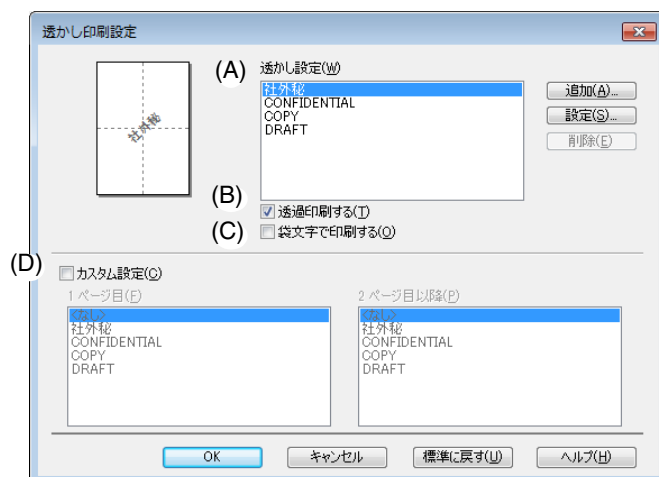 透かし印刷設定
(A)
透かし設定(W)
社外秘
CONFIDENTIAL
COPY
DRAFT
追加(A)...
設定(S)...
削除(E)
社外秘
(B)
透過印刷する(T)
(C)
袋文字で印刷する(O)
(D)
カスタム設定(C)
1 ページ目(F)
<なし>
社外秘
CONFIDENTIAL
COPY
DRAFT
2 ページ目以降(P)
<なし>
社外秘
CONFIDENTIAL
COPY
DRAFT
OK
キャンセル
標準に戻す(U)
ヘルプ(H)